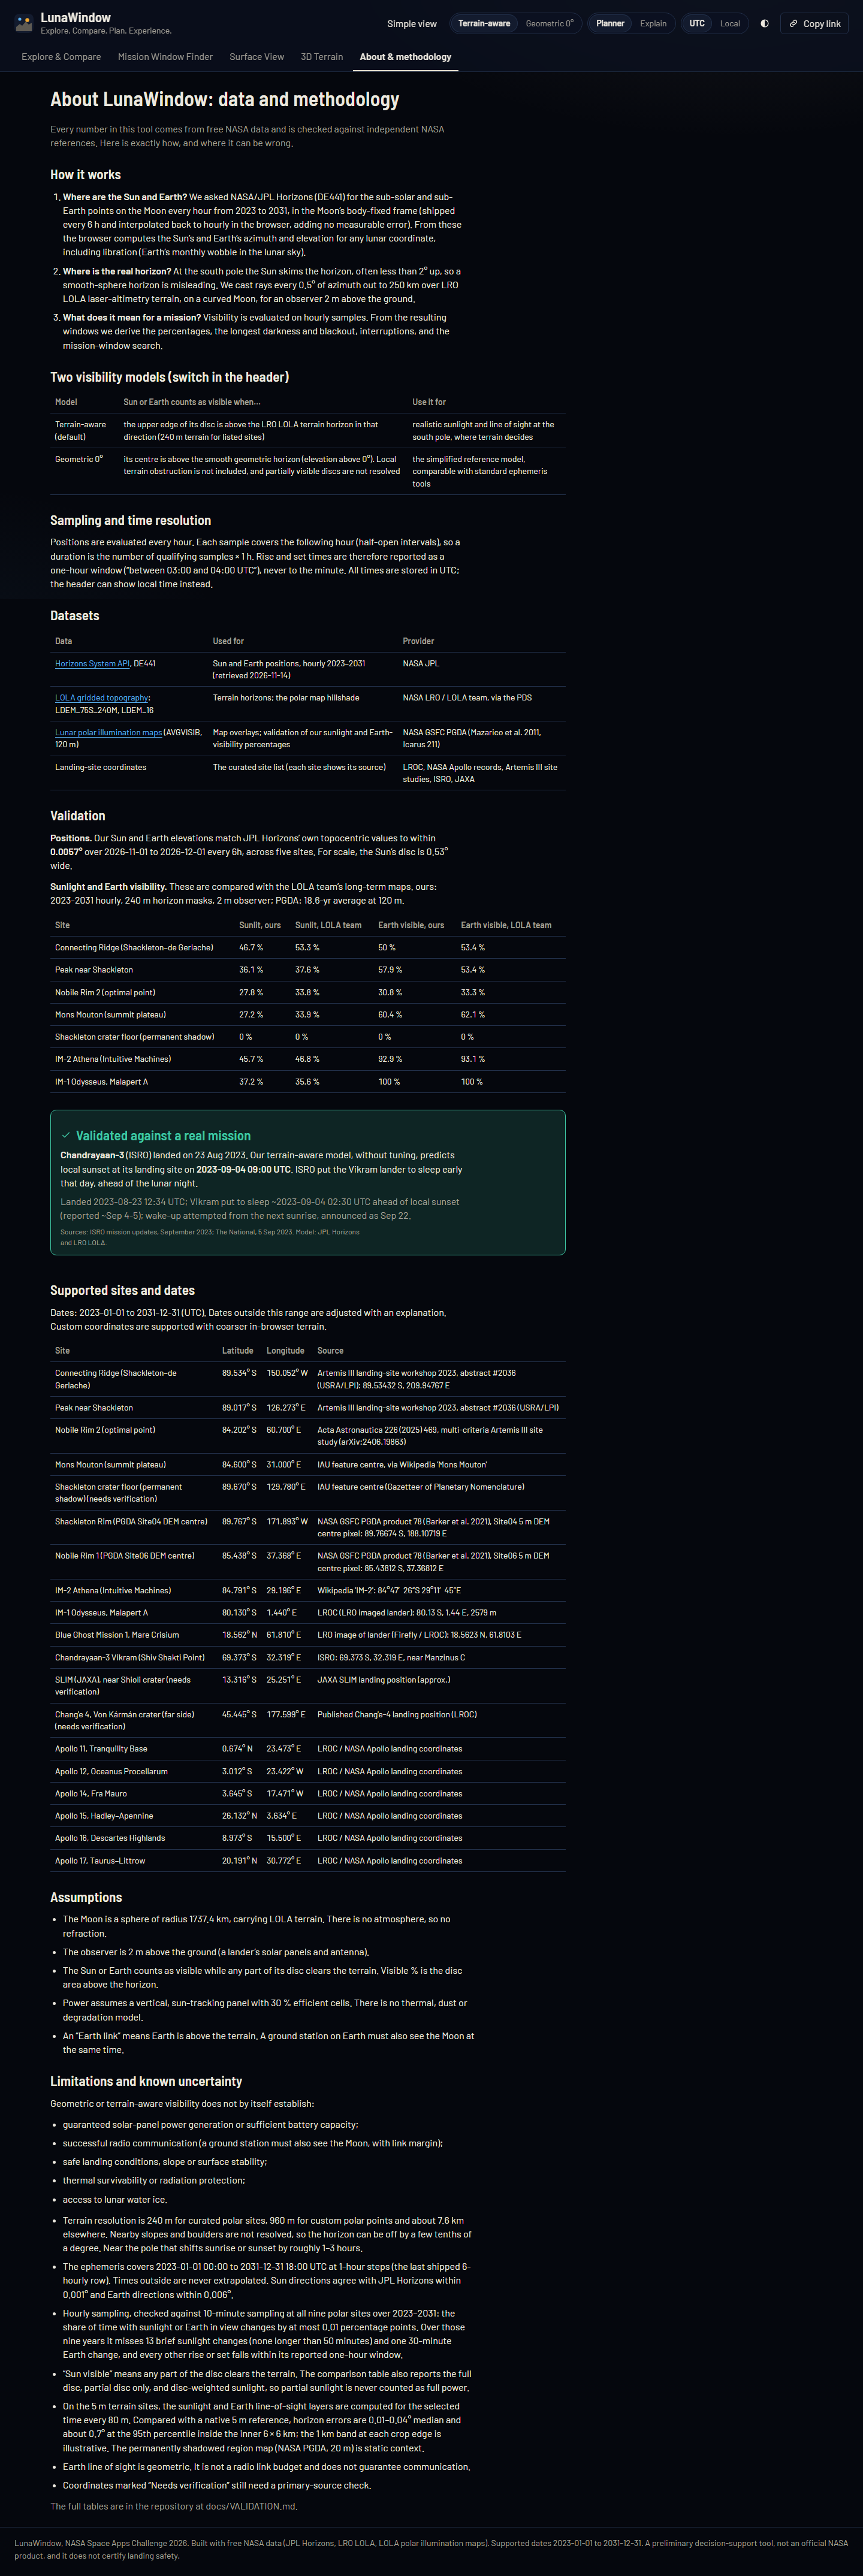 LunaWindow
Explore. Compare. Plan. Experience.
Simple view
Terrain-aware Geometric 0°
Planner Explain
UTC Local
Copy link
Explore & Compare Mission Window Finder Surface View 3D Terrain About & methodology
About LunaWindow: data and methodology
Every number in this tool comes from free NASA data and is checked against independent NASA
references. Here is exactly how, and where it can be wrong.
How it works
1. Where are the Sun and Earth? We asked NASA/JPL Horizons (DE441) for the sub-solar and sub-
Earth points on the Moon every hour from 2023 to 2031, in the Moon's body-fixed frame (shipped
every 6 h and interpolated back to hourly in the browser, adding no measurable error). From these
the browser computes the Sun's and Earth's azimuth and elevation for any lunar coordinate,
including libration (Earth's monthly wobble in the lunar sky).
2. Where is the real horizon? At the south pole the Sun skims the horizon, often less than 2° up, so a
smooth-sphere horizon is misleading. We cast rays every 0.5° of azimuth out to 250 km over LRO
LOLA laser-altimetry terrain, on a curved Moon, for an observer 2 m above the ground.
3. What does it mean for a mission? Visibility is evaluated on hourly samples. From the resulting
windows we derive the percentages, the longest darkness and blackout, interruptions, and the
mission-window search.
Two visibility models (switch in the header)
Model Sun or Earth counts as visible when... Use it for
Terrain-aware (default) the upper edge of its disc is above the LRO LOLA terrain horizon in that direction (240 m terrain for listed sites) realistic sunlight and line of sight at the south pole, where terrain decides
Geometric 0° its centre is above the smooth geometric horizon (elevation above 0°). Local terrain obstruction is not included, and partially visible discs are not resolved the simplified reference model, comparable with standard ephemeris tools
Sampling and time resolution
Positions are evaluated every hour. Each sample covers the following hour (half-open intervals), so a
duration is the number of qualifying samples × 1 h. Rise and set times are therefore reported as a
one-hour window ("between 03:00 and 04:00 UTC"), never to the minute. All times are stored in UTC;
the header can show local time instead.
Datasets
Data Used for Provider
Horizons System API, DE441 Sun and Earth positions, hourly 2023–2031 (retrieved 2026-11-14) NASA JPL
LOLA gridded topography: LDEM_75S_240M, LDEM_16 Terrain horizons; the polar map hillshade NASA LRO / LOLA team, via the PDS
Lunar polar illumination maps (AVGVISIB, 120 m) Map overlays; validation of our sunlight and Earth-visibility percentages NASA GSFC PGDA (Mazarico et al. 2011, Icarus 211)
Landing-site coordinates The curated site list (each site shows its source) LROC, NASA Apollo records, Artemis III site studies, ISRO, JAXA
Validation
Positions. Our Sun and Earth elevations match JPL Horizons' own topocentric values to within
0.0057° over 2026-11-01 to 2026-12-01 every 6h, across five sites. For scale, the Sun's disc is 0.53°
wide.
Sunlight and Earth visibility. These are compared with the LOLA team's long-term maps. ours:
2023-2031 hourly, 240 m horizon masks, 2 m observer; PGDA: 18.6-yr average at 120 m.
Site Sunlit, ours Sunlit, LOLA team Earth visible, ours Earth visible, LOLA team
Connecting Ridge (Shackleton–de Gerlache) 46.7 % 53.3 % 50 % 53.4 %
Peak near Shackleton 36.1 % 37.6 % 57.9 % 53.4 %
Nobile Rim 2 (optimal point) 27.8 % 33.8 % 30.8 % 33.3 %
Mons Mouton (summit plateau) 27.2 % 33.9 % 60.4 % 62.1 %
Shackleton crater floor (permanent shadow) 0 % 0 % 0 % 0 %
IM-2 Athena (Intuitive Machines) 45.7 % 46.8 % 92.9 % 93.1 %
IM-1 Odysseus, Malapert A 37.2 % 35.6 % 100 % 100 %
✓ Validated against a real mission
Chandrayaan-3 (ISRO) landed on 23 Aug 2023. Our terrain-aware model, without tuning, predicts
local sunset at its landing site on 2023-09-04 09:00 UTC. ISRO put the Vikram lander to sleep early
that day, ahead of the lunar night.
Landed 2023-08-23 12:34 UTC; Vikram put to sleep ~2023-09-04 02:30 UTC ahead of local sunset
(reported ~Sep 4-5); wake-up attempted from the next sunrise, announced as Sep 22.
Sources: ISRO mission updates, September 2023; The National, 5 Sep 2023. Model: JPL Horizons
and LRO LOLA.
Supported sites and dates
Dates: 2023-01-01 to 2031-12-31 (UTC). Dates outside this range are adjusted with an explanation.
Custom coordinates are supported with coarser in-browser terrain.
Site Latitude Longitude Source
Connecting Ridge (Shackleton–de Gerlache) 89.534° S 150.052° W Artemis III landing-site workshop 2023, abstract #2036 (USRA/LPI): 89.53432 S, 209.94767 E
Peak near Shackleton 89.017° S 126.273° E Artemis III landing-site workshop 2023, abstract #2036 (USRA/LPI)
Nobile Rim 2 (optimal point) 84.202° S 60.700° E Acta Astronautica 226 (2025) 469, multi-criteria Artemis III site study (arXiv:2406.19863)
Mons Mouton (summit plateau) 84.600° S 31.000° E IAU feature centre, via Wikipedia 'Mons Mouton'
Shackleton crater floor (permanent shadow) (needs verification) 89.670° S 129.780° E IAU feature centre (Gazetteer of Planetary Nomenclature)
Shackleton Rim (PGDA Site04 DEM centre) 89.767° S 171.893° W NASA GSFC PGDA product 78 (Barker et al. 2021), Site04 5 m DEM centre pixel: 89.76674 S, 188.10719 E
Nobile Rim 1 (PGDA Site06 DEM centre) 85.438° S 37.368° E NASA GSFC PGDA product 78 (Barker et al. 2021), Site06 5 m DEM centre pixel: 85.43812 S, 37.36812 E
IM-2 Athena (Intuitive Machines) 84.791° S 29.196° E Wikipedia 'IM-2': 84°47′26″S 29°11′45″E
IM-1 Odysseus, Malapert A 80.130° S 1.440° E LROC (LRO imaged lander): 80.13 S, 1.44 E, 2579 m
Blue Ghost Mission 1, Mare Crisium 18.562° N 61.810° E LRO image of lander (Firefly / LROC): 18.5623 N, 61.8103 E
Chandrayaan-3 Vikram (Shiv Shakti Point) 69.373° S 32.319° E ISRO: 69.373 S, 32.319 E, near Manzinus C
SLIM (JAXA), near Shioli crater (needs verification) 13.316° S 25.251° E JAXA SLIM landing position (approx.)
Chang'e 4, Von Kármán crater (far side) (needs verification) 45.445° S 177.599° E Published Chang'e-4 landing position (LROC)
Apollo 11, Tranquility Base 0.674° N 23.473° E LROC / NASA Apollo landing coordinates
Apollo 12, Oceanus Procellarum 3.012° S 23.422° W LROC / NASA Apollo landing coordinates
Apollo 14, Fra Mauro 3.645° S 17.471° W LROC / NASA Apollo landing coordinates
Apollo 15, Hadley–Apennine 26.132° N 3.634° E LROC / NASA Apollo landing coordinates
Apollo 16, Descartes Highlands 8.973° S 15.500° E LROC / NASA Apollo landing coordinates
Apollo 17, Taurus–Littrow 20.191° N 30.772° E LROC / NASA Apollo landing coordinates
Assumptions
• The Moon is a sphere of radius 1737.4 km, carrying LOLA terrain. There is no atmosphere, so no
refraction.
• The observer is 2 m above the ground (a lander's solar panels and antenna).
• The Sun or Earth counts as visible while any part of its disc clears the terrain. Visible % is the disc
area above the horizon.
• Power assumes a vertical, sun-tracking panel with 30 % efficient cells. There is no thermal, dust or
degradation model.
• An "Earth link" means Earth is above the terrain. A ground station on Earth must also see the Moon at
the same time.
Limitations and known uncertainty
Geometric or terrain-aware visibility does not by itself establish:
• guaranteed solar-panel power generation or sufficient battery capacity;
• successful radio communication (a ground station must also see the Moon, with link margin);
• safe landing conditions, slope or surface stability;
• thermal survivability or radiation protection;
• access to lunar water ice.
• Terrain resolution is 240 m for curated polar sites, 960 m for custom polar points and about 7.6 km
elsewhere. Nearby slopes and boulders are not resolved, so the horizon can be off by a few tenths of
a degree. Near the pole that shifts sunrise or sunset by roughly 1–3 hours.
• The ephemeris covers 2023-01-01 00:00 to 2031-12-31 18:00 UTC at 1-hour steps (the last shipped 6-
hourly row). Times outside are never extrapolated. Sun directions agree with JPL Horizons within
0.001° and Earth directions within 0.006°.
• Hourly sampling, checked against 10-minute sampling at all nine polar sites over 2023–2031: the
share of time with sunlight or Earth in view changes by at most 0.01 percentage points. Over those
nine years it misses 13 brief sunlight changes (none longer than 50 minutes) and one 30-minute
Earth change, and every other rise or set falls within its reported one-hour window.
• "Sun visible" means any part of the disc clears the terrain. The comparison table also reports the full
disc, partial disc only, and disc-weighted sunlight, so partial sunlight is never counted as full power.
• On the 5 m terrain sites, the sunlight and Earth line-of-sight layers are computed for the selected
time every 80 m. Compared with a native 5 m reference, horizon errors are 0.01–0.04° median and
about 0.7° at the 95th percentile inside the inner 6 × 6 km; the 1 km band at each crop edge is
illustrative. The permanently shadowed region map (NASA PGDA, 20 m) is static context.
• Earth line of sight is geometric. It is not a radio link budget and does not guarantee communication.
• Coordinates marked "Needs verification" still need a primary-source check.
The full tables are in the repository at docs/VALIDATION.md.
LunaWindow, NASA Space Apps Challenge 2026. Built with free NASA data (JPL Horizons, LRO LOLA, LOLA polar illumination maps). Supported dates 2023-01-01 to 2031-12-31. A preliminary decision-support tool, not an official NASA
product, and it does not certify landing safety.